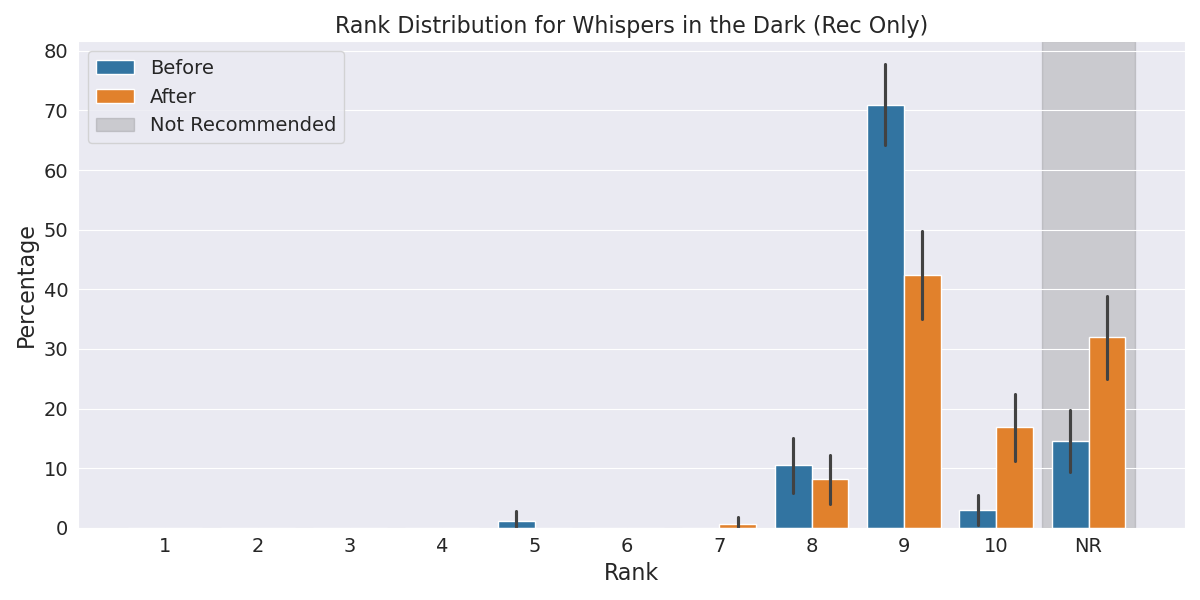 Rank Distribution for Whispers in the Dark (Rec Only)
Before
After
Not Recommended
80
70
60
50
40
30
20
10
0
Percentage
1 2 3 4 5 6 7 8 9 10 NR
Rank